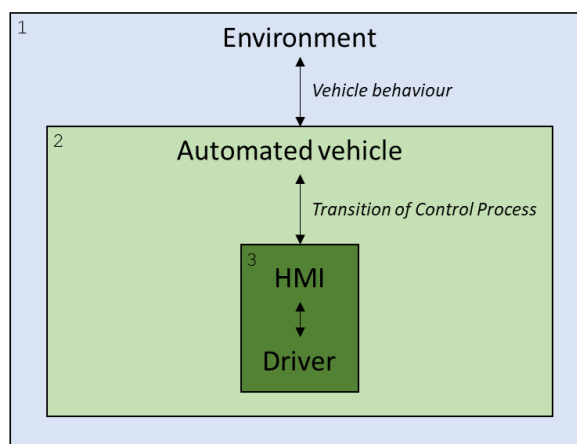 1
Environment
Vehicle behaviour
2
Automated vehicle
Transition of Control Process
3
HMI
Driver